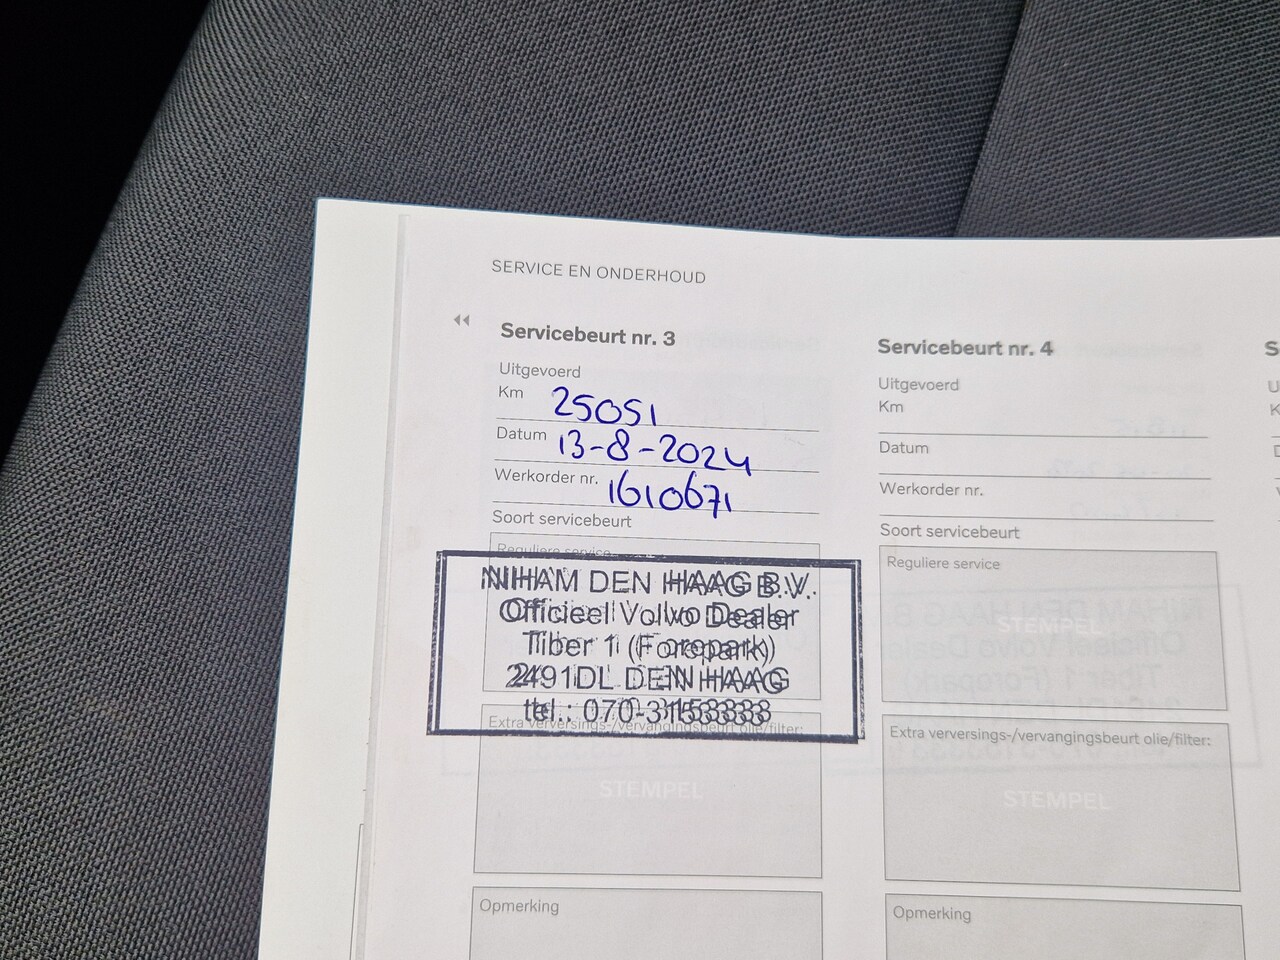 SERVICE EN ONDERHOUD
Servicebeurt nr. 3
Uitgevoerd
Km 25051
Datum 13-8-2024
Werkorder nr. 1610671
Soort servicebeurt
Reguliere service
NIHAM DEN HAAG B.V.
Officieel Volvo Dealer
Tiber 1 (Forepark)
2491DL DEN HAAG
tel.: 070-3153333
Extra verversings-/vervangingsbeurt olie/filter:
STEMPEL
Opmerking
Servicebeurt nr. 4
Uitgevoerd
Km
Datum
Werkorder nr.
Soort servicebeurt
Reguliere service
STEMPEL
Extra verversings-/vervangingsbeurt olie/filter:
STEMPEL
Opmerking